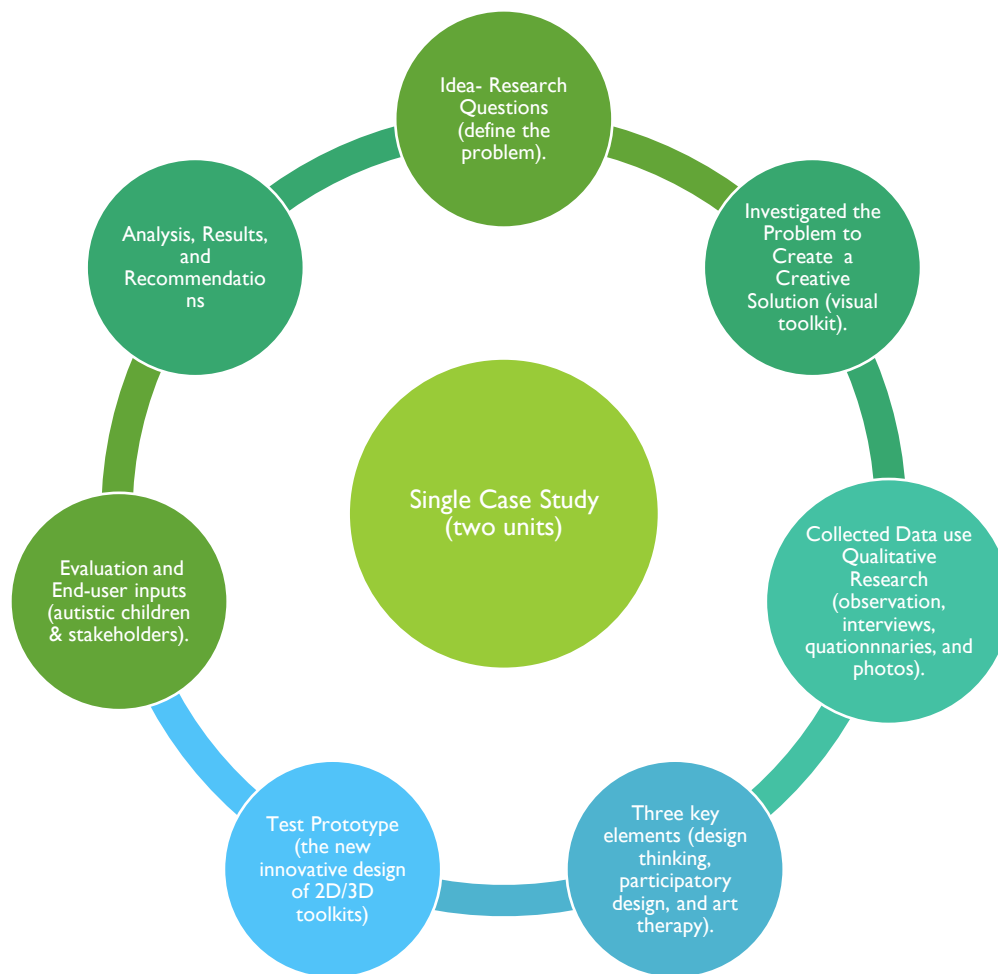 Idea- Research
Questions
(define the
problem).
Investigated the
Problem to
Create a
Creative
Solution (visual
toolkit).
Collected Data use
Qualitative
Research
(observation,
interviews,
quationnnaries, and
photos).
Three key
elements (design
thinking,
participatory
design, and art
therapy).
Test Prototype
(the new
innovative design
of 2D/3D
toolkits)
Evaluation and
End-user inputs
(autistic children
& stakeholders).
Analysis, Results,
and
Recommendatio
ns
Single Case Study
(two units)